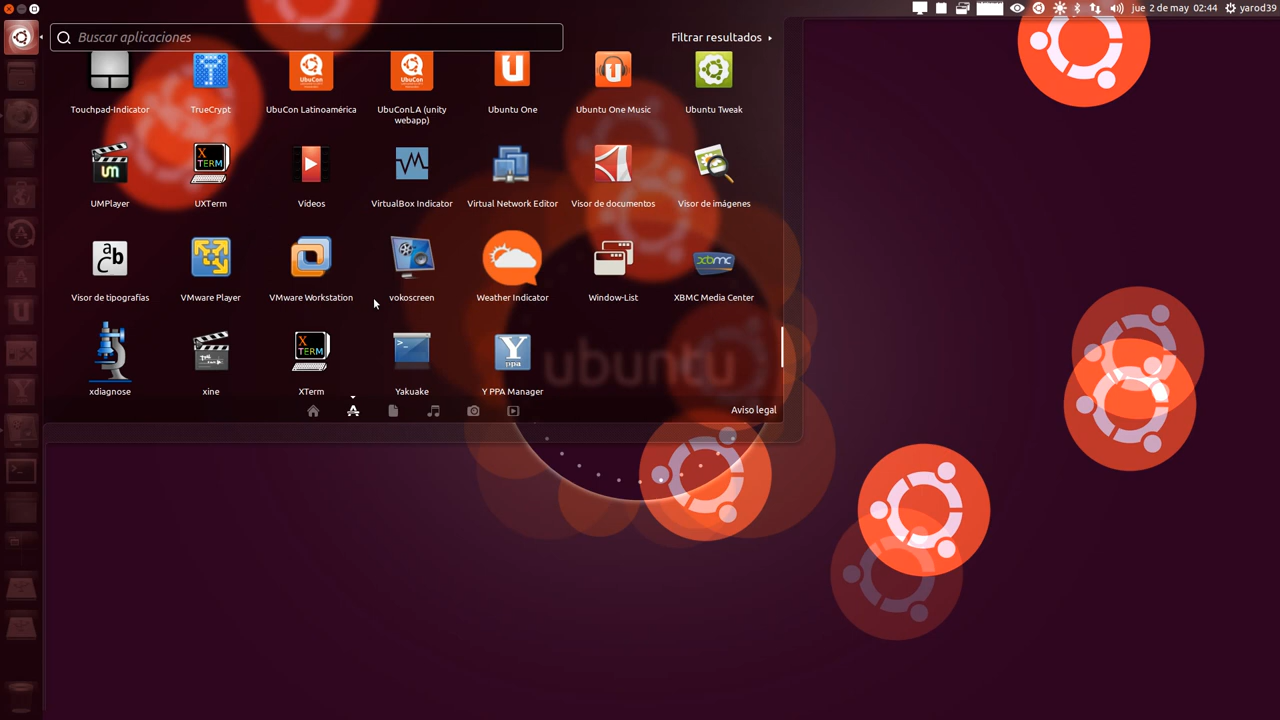 jue 2 de may 02:44 yarod39
Buscar aplicaciones
Filtrar resultados
Touchpad-Indicator
TrueCrypt
UbuCon Latinoamérica
UbuConLA (unity
webapp)
Ubuntu One
Ubuntu One Music
Ubuntu Tweak
UMPlayer
UXTerm
Vídeos
VirtualBox Indicator
Virtual Network Editor
Visor de documentos
Visor de imágenes
Visor de tipografías
VMware Player
VMware Workstation
vokoscreen
Weather Indicator
Window-List
XBMC Media Center
xdiagnose
xine
XTerm
Yakuake
Y PPA Manager
ubuntu
Aviso legal